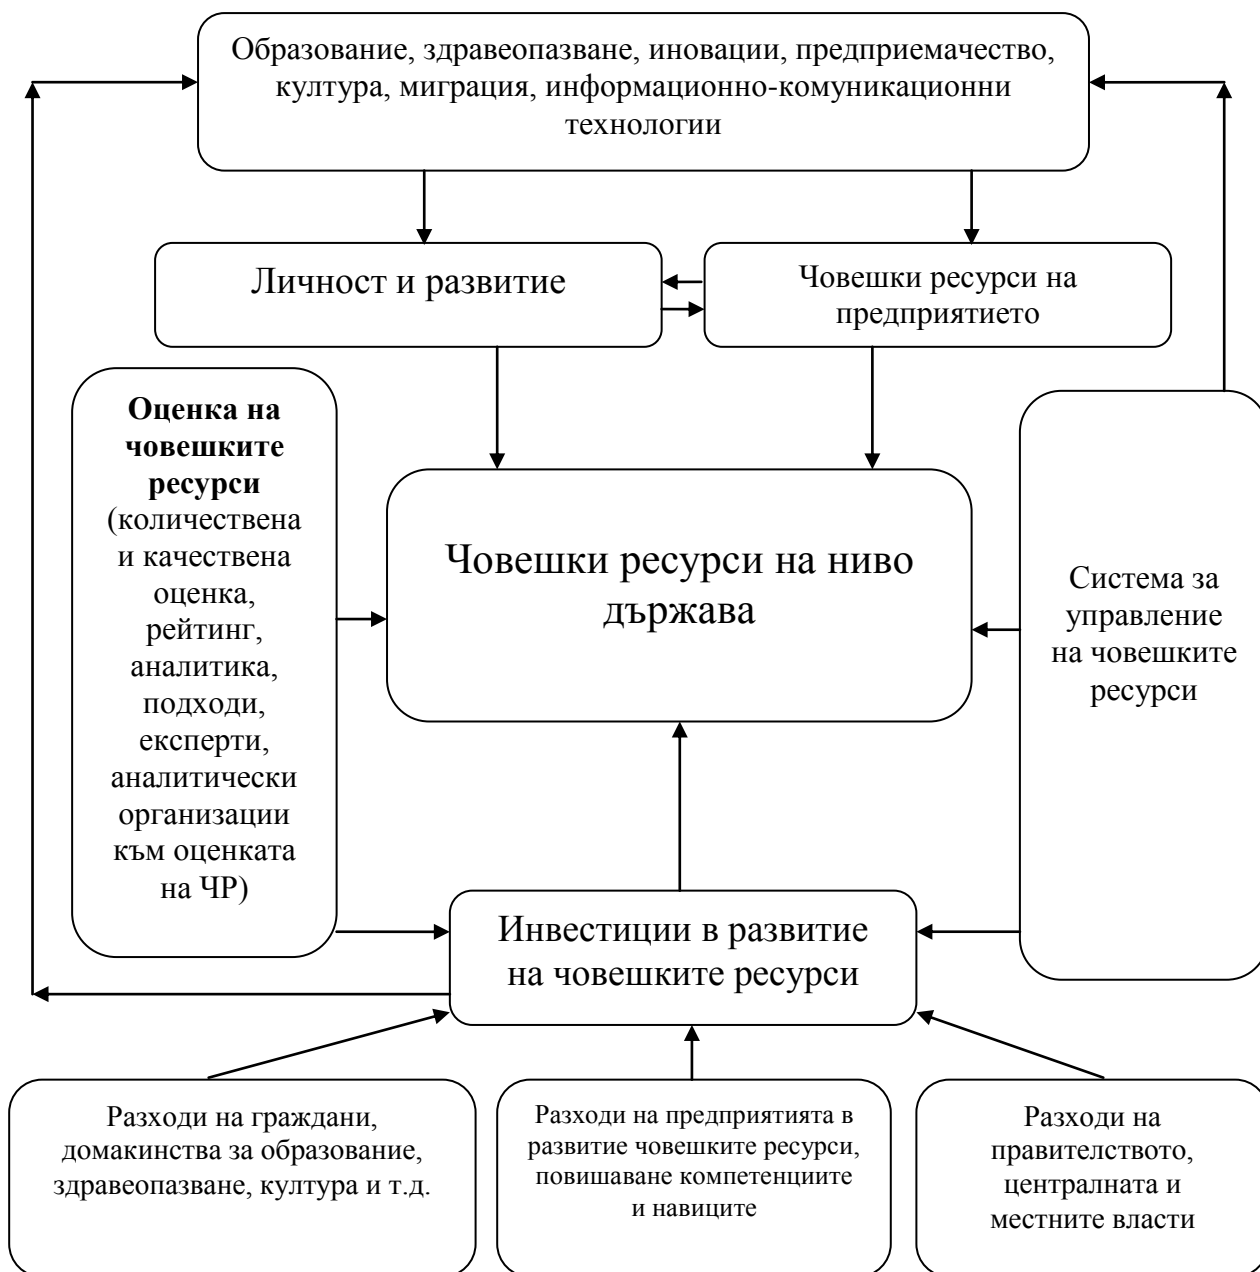 Образование, здравеопазване, иновации, предприемачество,
култура, миграция, информационно-комуникационни
технологии
Личност и развитие
Човешки ресурси на
предприятието
Оценка на
човешките
ресурси
(количествена
и качествена
оценка,
рейтинг,
аналитика,
подходи,
експерти,
аналитически
организации
към оценката
на ЧР)
Човешки ресурси на ниво
държава
Система за
управление
на човешките
ресурси
Инвестиции в развитие
на човешките ресурси
Разходи на граждани,
домакинства за образование,
здравеопазване, култура и т.д.
Разходи на предприятията в
развитие човешките ресурси,
повишаване компетенциите
и навиците
Разходи на
правителството,
централната и
местните власти